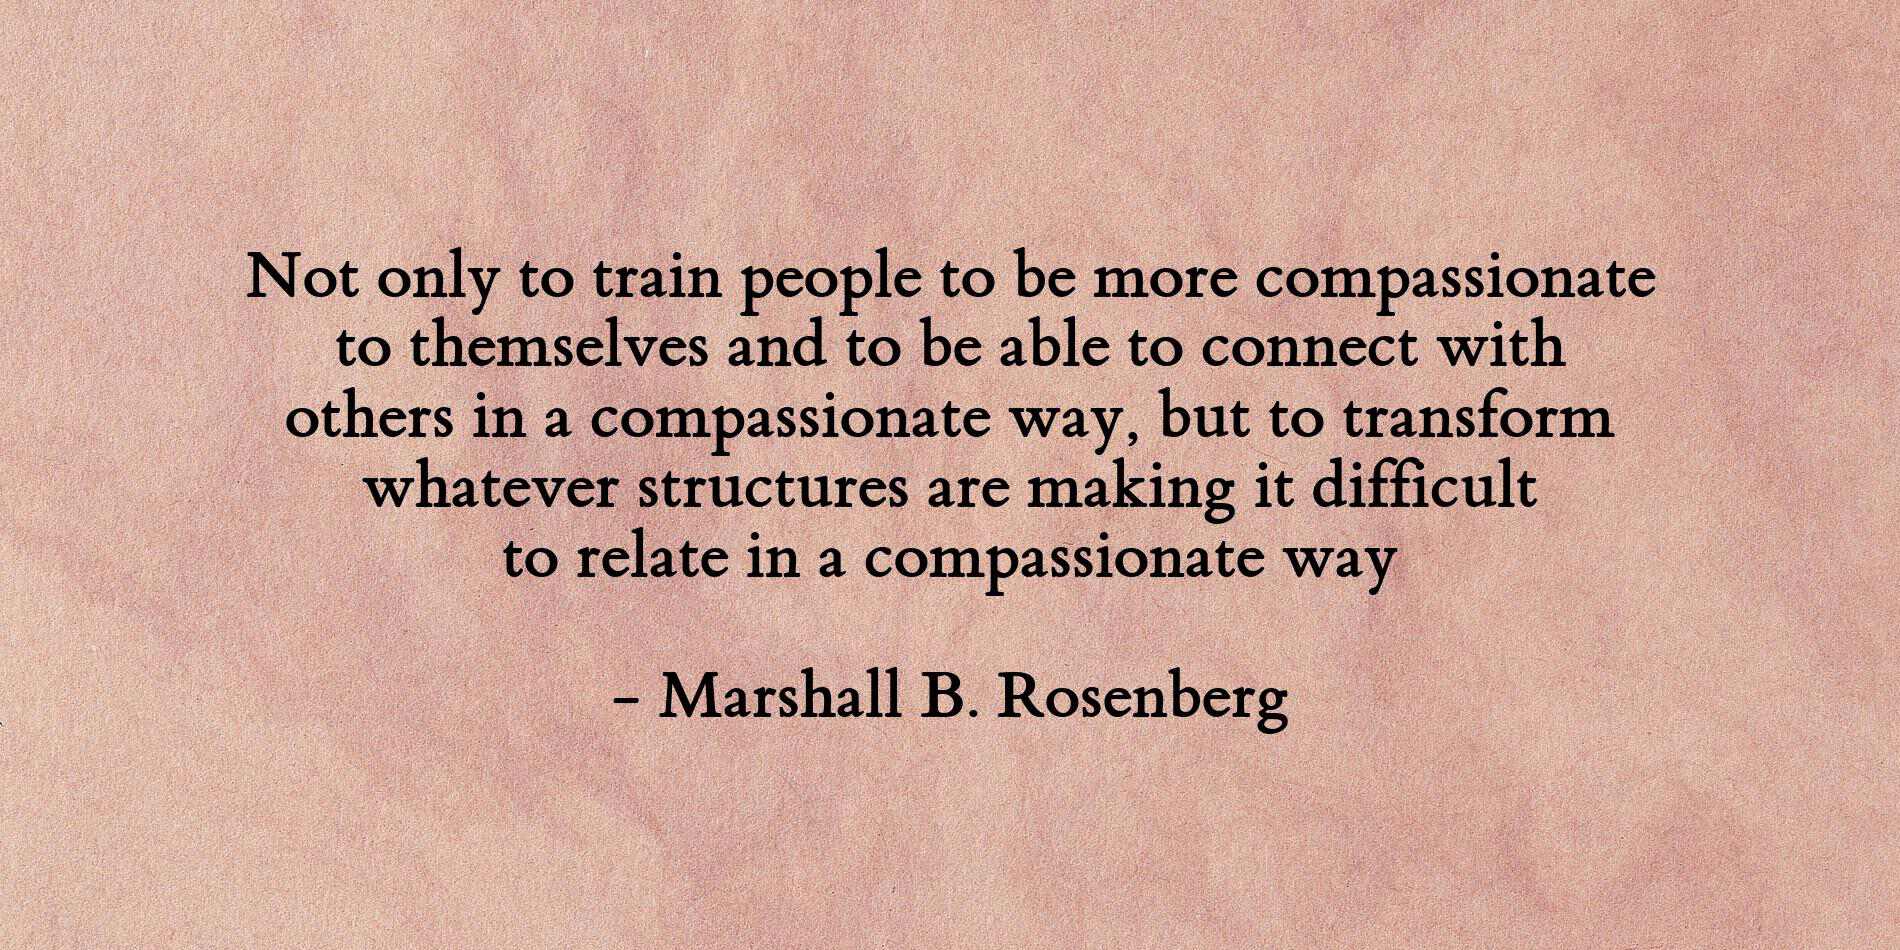 Not only to train people to be more compassionate
to themselves and to be able to connect with
others in a compassionate way, but to transform
whatever structures are making it difficult
to relate in a compassionate way
– Marshall B. Rosenberg